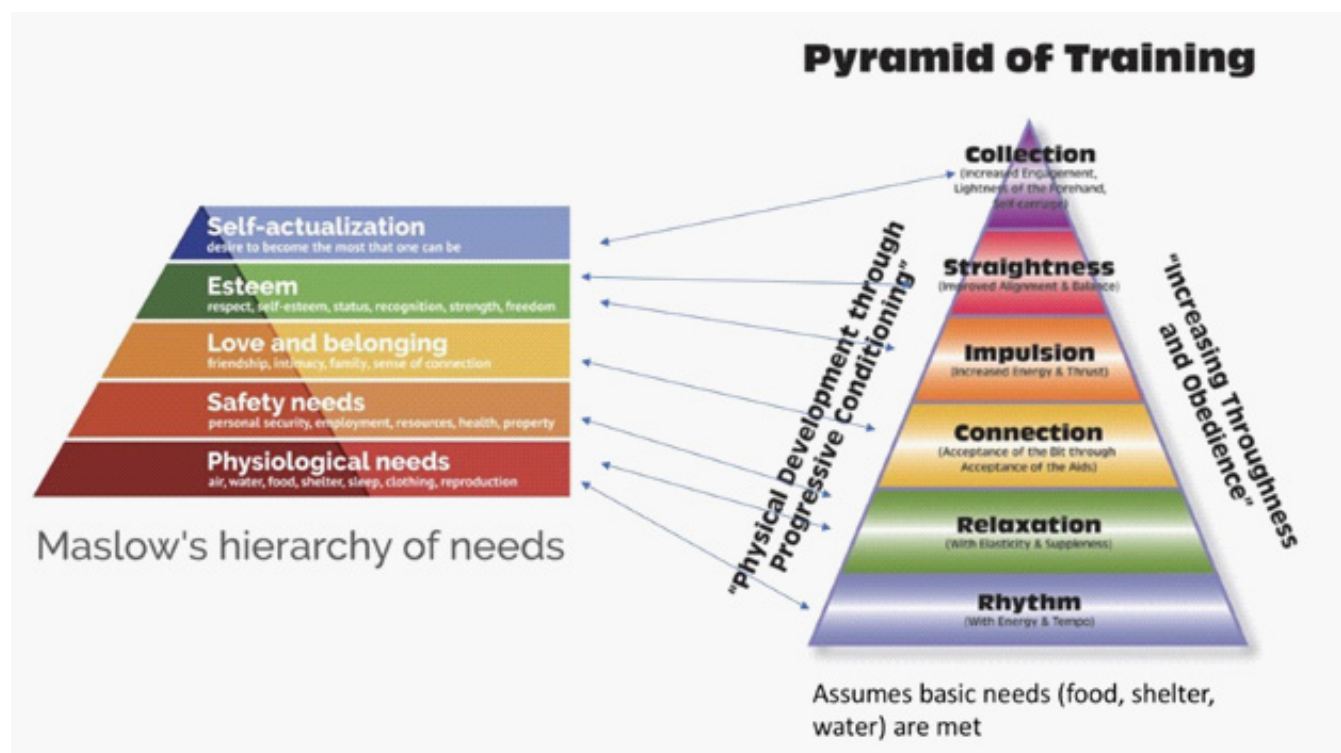 Pyramid of Training
Self-actualization
desire to become the most that one can be
Esteem
respect, self-esteem, status, recognition, strength, freedom
Love and belonging
friendship, intimacy, family, sense of connection
Safety needs
personal security, employment, resources, health, property
Physiological needs
air, water, food, shelter, sleep, clothing, reproduction
Maslow's hierarchy of needs
"Physical Development through
Progressive Conditioning"
Collection
(Increased Engagement,
Lightness of the Forehand,
Self-carriage)
Straightness
(Improved Alignment & Balance)
Impulsion
(Increased Energy & Thrust)
Connection
(Acceptance of the Bit through
Acceptance of the Aids)
Relaxation
(With Elasticity & Suppleness)
Rhythm
(With Energy & Tempo)
"Increasing Throughness
and Obedience"
Assumes basic needs (food, shelter,
water) are met